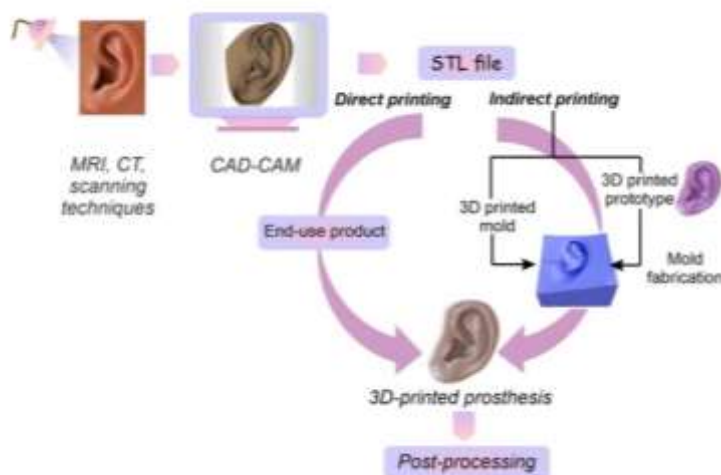 STL file
Direct printing
Indirect printing
MRI, CT,
scanning
techniques
CAD-CAM
End-use product
3D printed
mold
3D printed
prototype
Mold
fabrication
3D-printed prosthesis
Post-processing